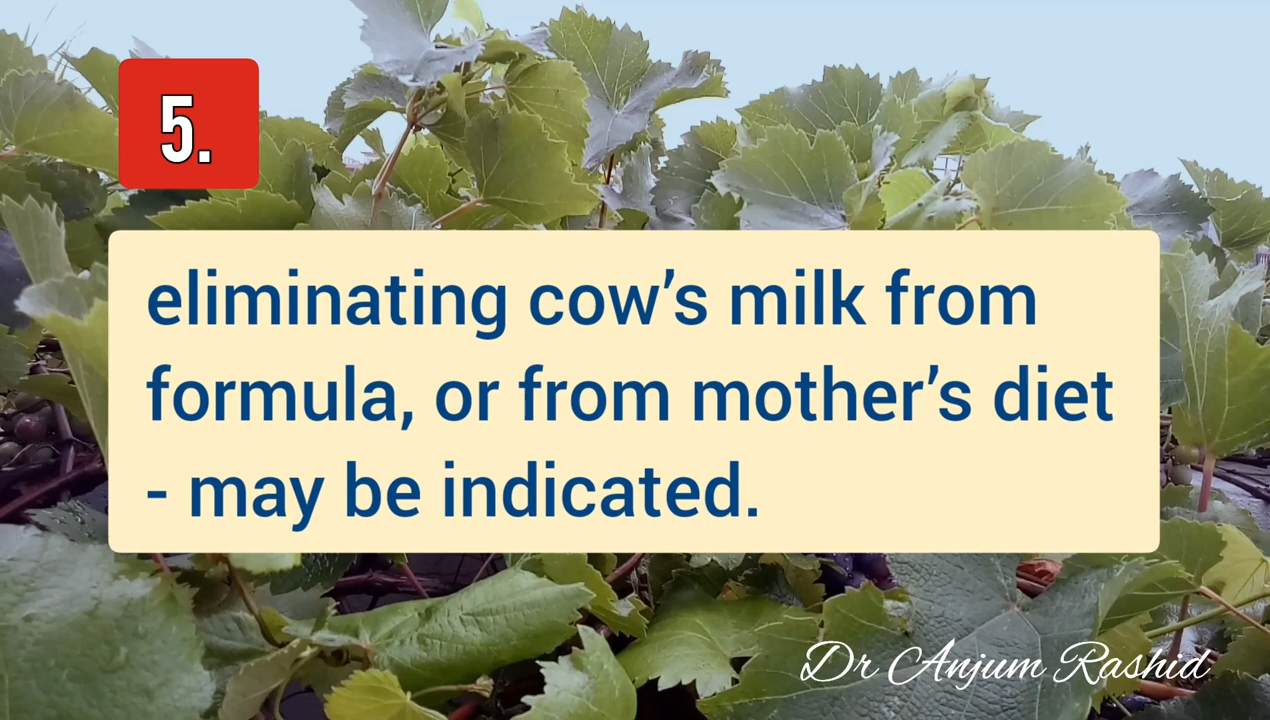 5.
eliminating cow’s milk from
formula, or from mother’s diet
- may be indicated.
Dr Anjum Rashid